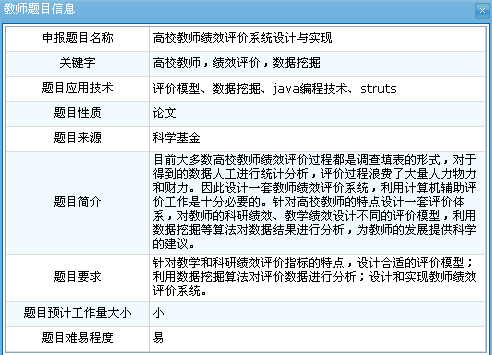 教师题目信息
申报题目名称 高校教师绩效评价系统设计与实现
关键字 高校教师，绩效评价，数据挖掘
题目应用技术 评价模型、数据挖掘、java编程技术、struts
题目性质 论文
题目来源 科学基金
题目简介
目前大多数高校教师绩效评价过程都是调查填表的形式，对于
得到的数据人工进行统计分析，评价过程浪费了大量人力物力
和财力。因此设计一套教师绩效评价系统，利用计算机辅助评
价工作是十分必要的。针对高校教师的特点设计一套评价体
系，对教师的科研绩效、教学绩效设计不同的评价模型，利用
数据挖掘等算法对数据结果进行分析，为教师的发展提供科学
的建议。
题目要求
针对教学和科研绩效评价指标的特点，设计合适的评价模型；
利用数据挖掘算法对评价数据进行分析；设计和实现教师绩效
评价系统。
题目预计工作量大小 小
题目难易程度 易